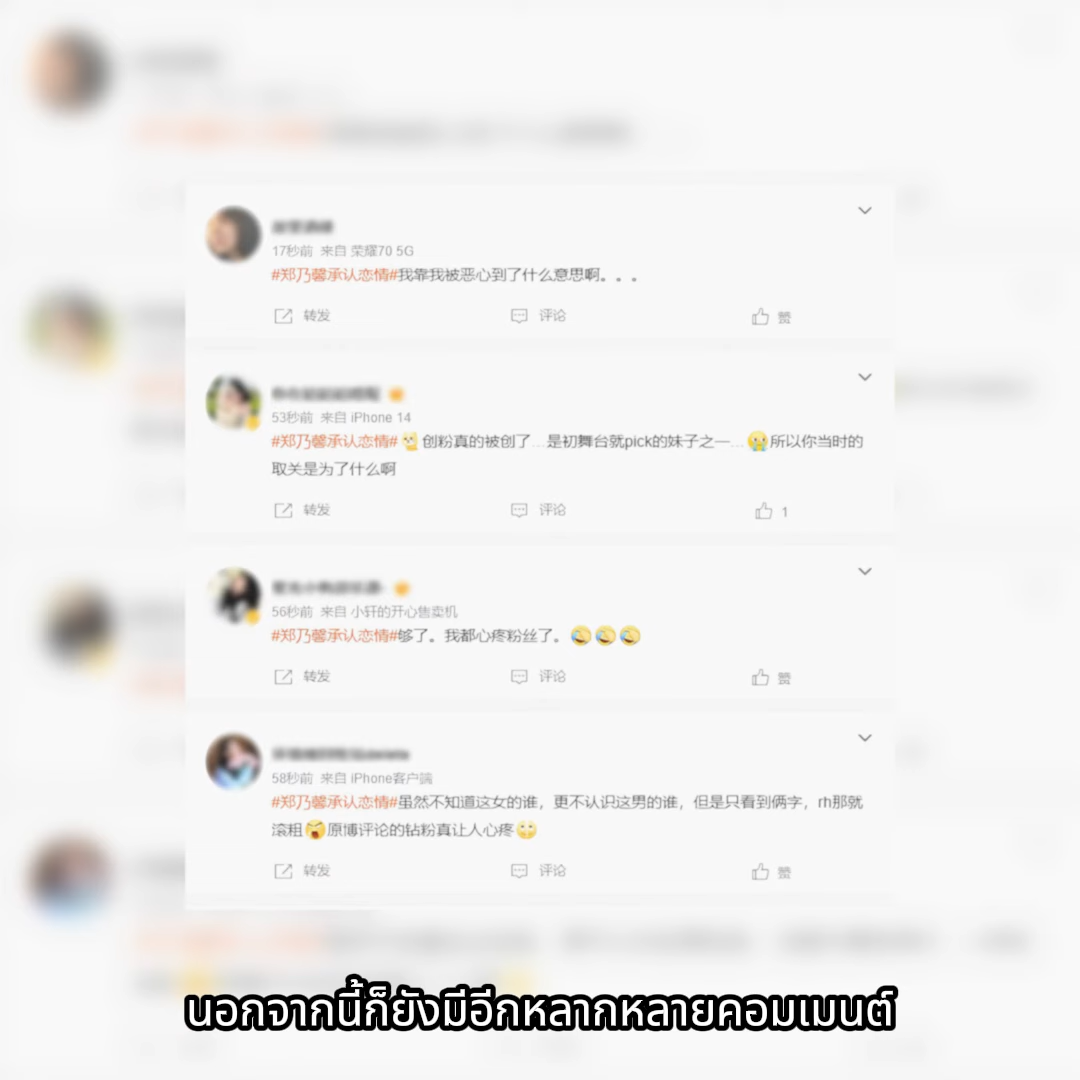 17秒前 来自 荣耀70 5G
#郑乃馨承认恋情#我靠我被恶心到了什么意思啊。。。
转发 评论 赞
53秒前 来自 iPhone 14
#郑乃馨承认恋情# 创粉真的被创了...是初舞台就pick的妹子之一... 所以你当时的
取关是为了什么啊
转发 评论 1
56秒前 来自 小轩的开心售卖机
#郑乃馨承认恋情#够了。我都心疼粉丝了。
转发 评论 赞
58秒前 来自 iPhone客户端
#郑乃馨承认恋情#虽然不知道这女的谁，更不认识这男的谁，但是只看到俩字，rh那就
滚粗 原博评论的钻粉真让人心疼
转发 评论 赞
นอกจากนี้ก็ยังมีอีกหลากหลายคอมเมนต์